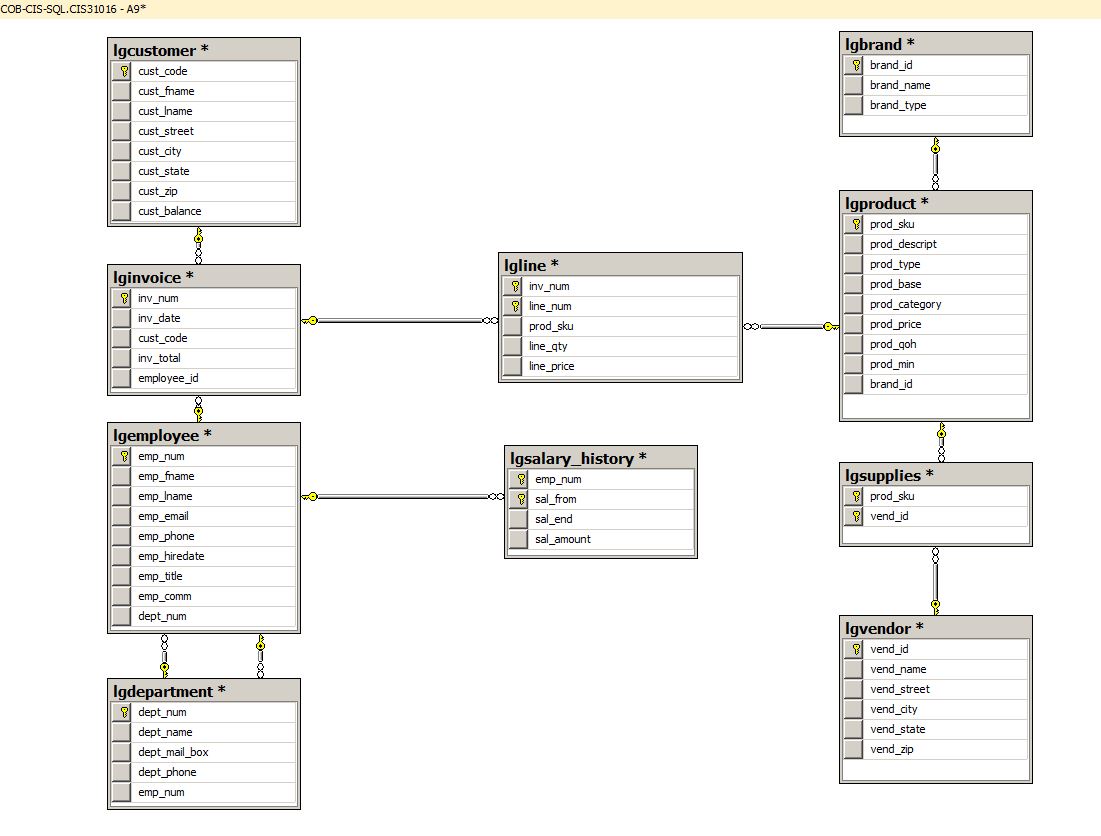 COB-CIS-SQL.CIS31016 - A9*
lgcustomer *
cust_code
cust_fname
cust_lname
cust_street
cust_city
cust_state
cust_zip
cust_balance
lginvoice *
inv_num
inv_date
cust_code
inv_total
employee_id
lgemployee *
emp_num
emp_fname
emp_lname
emp_email
emp_phone
emp_hiredate
emp_title
emp_comm
dept_num
lgdepartment *
dept_num
dept_name
dept_mail_box
dept_phone
emp_num
lgline *
inv_num
line_num
prod_sku
line_qty
line_price
lgsalary_history *
emp_num
sal_from
sal_end
sal_amount
lgbrand *
brand_id
brand_name
brand_type
lgproduct *
prod_sku
prod_descript
prod_type
prod_base
prod_category
prod_price
prod_qoh
prod_min
brand_id
lgsupplies *
prod_sku
vend_id
lgvendor *
vend_id
vend_name
vend_street
vend_city
vend_state
vend_zip